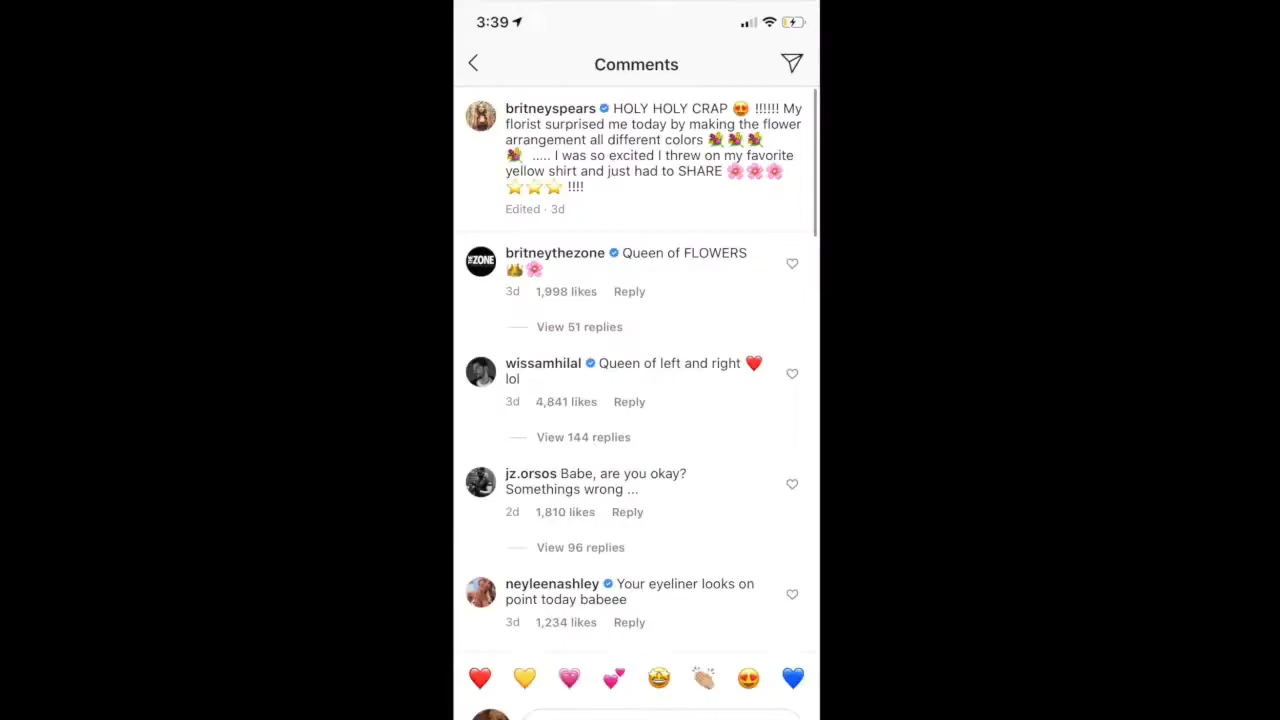 3:39
Comments
britneyspears HOLY HOLY CRAP 😍 !!!!!! My
florist surprised me today by making the flower
arrangement all different colors 💐💐💐
💐 ..... I was so excited I threw on my favorite
yellow shirt and just had to SHARE 🌸🌸🌸
⭐⭐⭐ !!!!
Edited · 3d
THE ZONE
britneythezone Queen of FLOWERS
👑🌸
3d 1,998 likes Reply
View 51 replies
wissamhilal Queen of left and right ❤️
lol
3d 4,841 likes Reply
View 144 replies
jz.orsos Babe, are you okay?
Somethings wrong ...
2d 1,810 likes Reply
View 96 replies
neyleenashley Your eyeliner looks on
point today babeee
3d 1,234 likes Reply